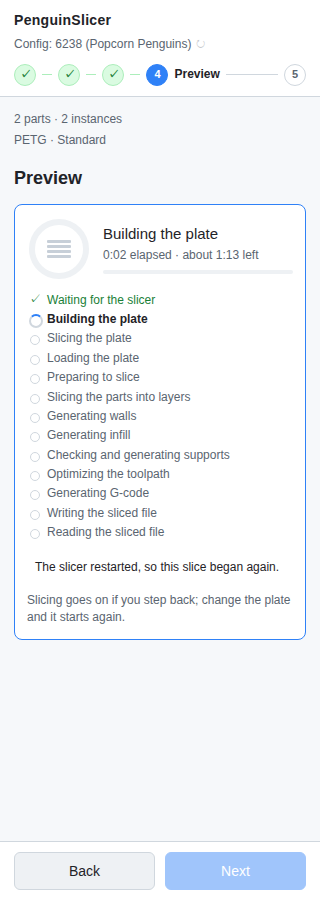 PenguinSlicer
Config: 6238 (Popcorn Penguins)
4 Preview 5
2 parts · 2 instances
PETG · Standard
Preview
Building the plate
0:02 elapsed · about 1:13 left
Waiting for the slicer
Building the plate
Slicing the plate
Loading the plate
Preparing to slice
Slicing the parts into layers
Generating walls
Generating infill
Checking and generating supports
Optimizing the toolpath
Generating G-code
Writing the sliced file
Reading the sliced file
The slicer restarted, so this slice began again.
Slicing goes on if you step back; change the plate
and it starts again.
Back Next